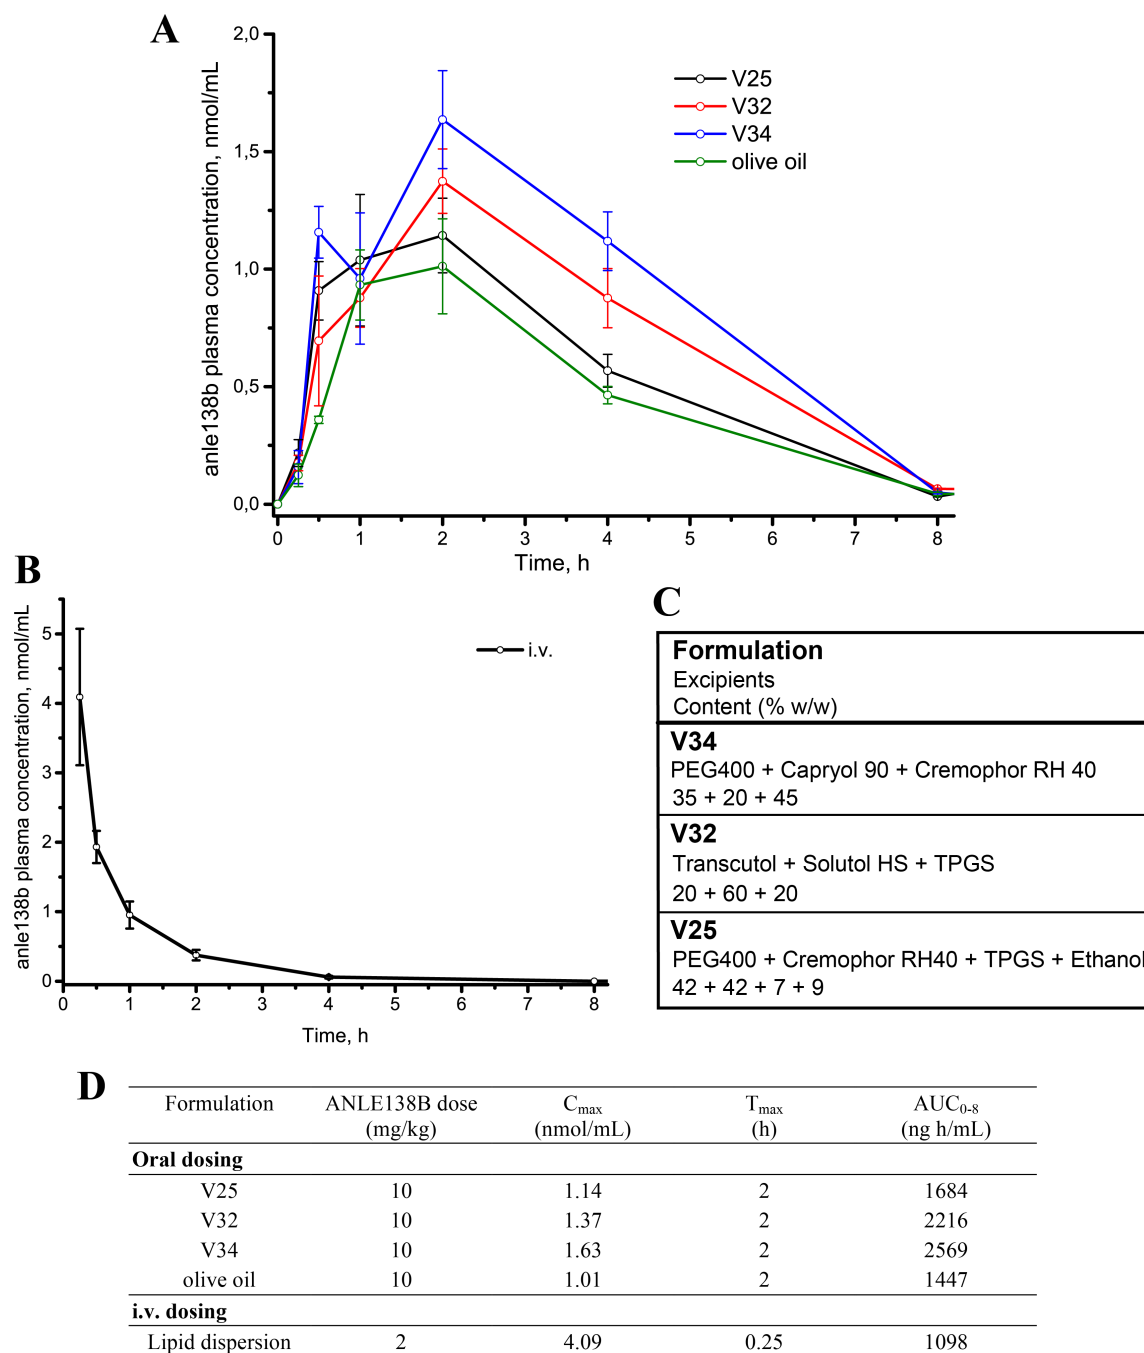 A
anle138b plasma concentration, nmol/mL
2,0
1,5
1,0
0,5
0,0
V25
V32
V34
olive oil
0 1 2 3 4 5 6 7 8
Time, h
B
anle138b plasma concentration, nmol/mL
5
4
3
2
1
0
i.v.
0 1 2 3 4 5 6 7 8
Time, h
C
Formulation
Excipients
Content (% w/w)
V34
PEG400 + Capryol 90 + Cremophor RH 40
35 + 20 + 45
V32
Transcutol + Solutol HS + TPGS
20 + 60 + 20
V25
PEG400 + Cremophor RH40 + TPGS + Ethanol
42 + 42 + 7 + 9
D
Formulation ANLE138B dose Cmax Tmax AUC0-8
(mg/kg) (nmol/mL) (h) (ng h/mL)
Oral dosing
V25 10 1.14 2 1684
V32 10 1.37 2 2216
V34 10 1.63 2 2569
olive oil 10 1.01 2 1447
i.v. dosing
Lipid dispersion 2 4.09 0.25 1098